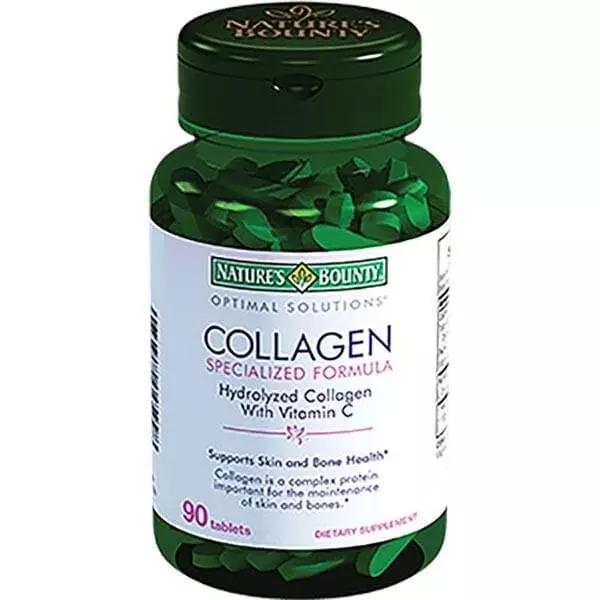 NATURE'S
BOUNTY
NATURE'S BOUNTY®
OPTIMAL SOLUTIONS®
COLLAGEN
SPECIALIZED FORMULA
Hydrolyzed Collagen
With Vitamin C
Supports Skin and Bone Health*
Collagen is a complex protein
important for the maintenance
of skin and bones.*
90 tablets
DIETARY SUPPLEMENT